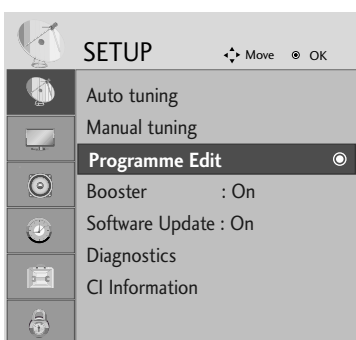 SETUP Move OK
Auto tuning
Manual tuning
Programme Edit
Booster : On
Software Update : On
Diagnostics
CI Information